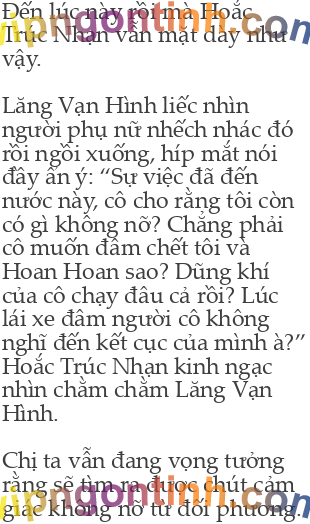 Đến lúc này rồi mà Hoắc
Trúc Nhạn vẫn mặt dày như
vậy.
Lăng Vạn Hình liếc nhìn
người phụ nữ nhếch nhác đó
rồi ngồi xuống, híp mắt nói
đầy ẩn ý: “Sự việc đã đến
nước này, cô cho rằng tôi còn
có gì không nỡ? Chẳng phải
cô muốn đâm chết tôi và
Hoan Hoan sao? Dũng khí
của cô chạy đâu cả rồi? Lúc
lái xe đâm người cô không
nghĩ đến kết cục của mình à?”
Hoắc Trúc Nhạn kinh ngạc
nhìn chằm chằm Lăng Vạn
Hình.
Chị ta vẫn đang vọng tưởng
rằng sẽ tìm ra được chút cảm
giác không nỡ từ đối phương.
vipngontinh.com
vipngontinh.com